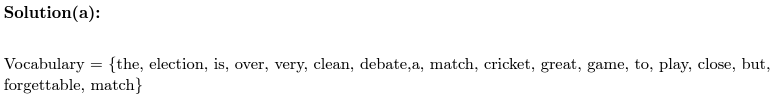 Solution(a):
Vocabulary = {the, election, is, over, very, clean, debate,a, match, cricket, great, game, to, play, close, but,
forgettable, match}